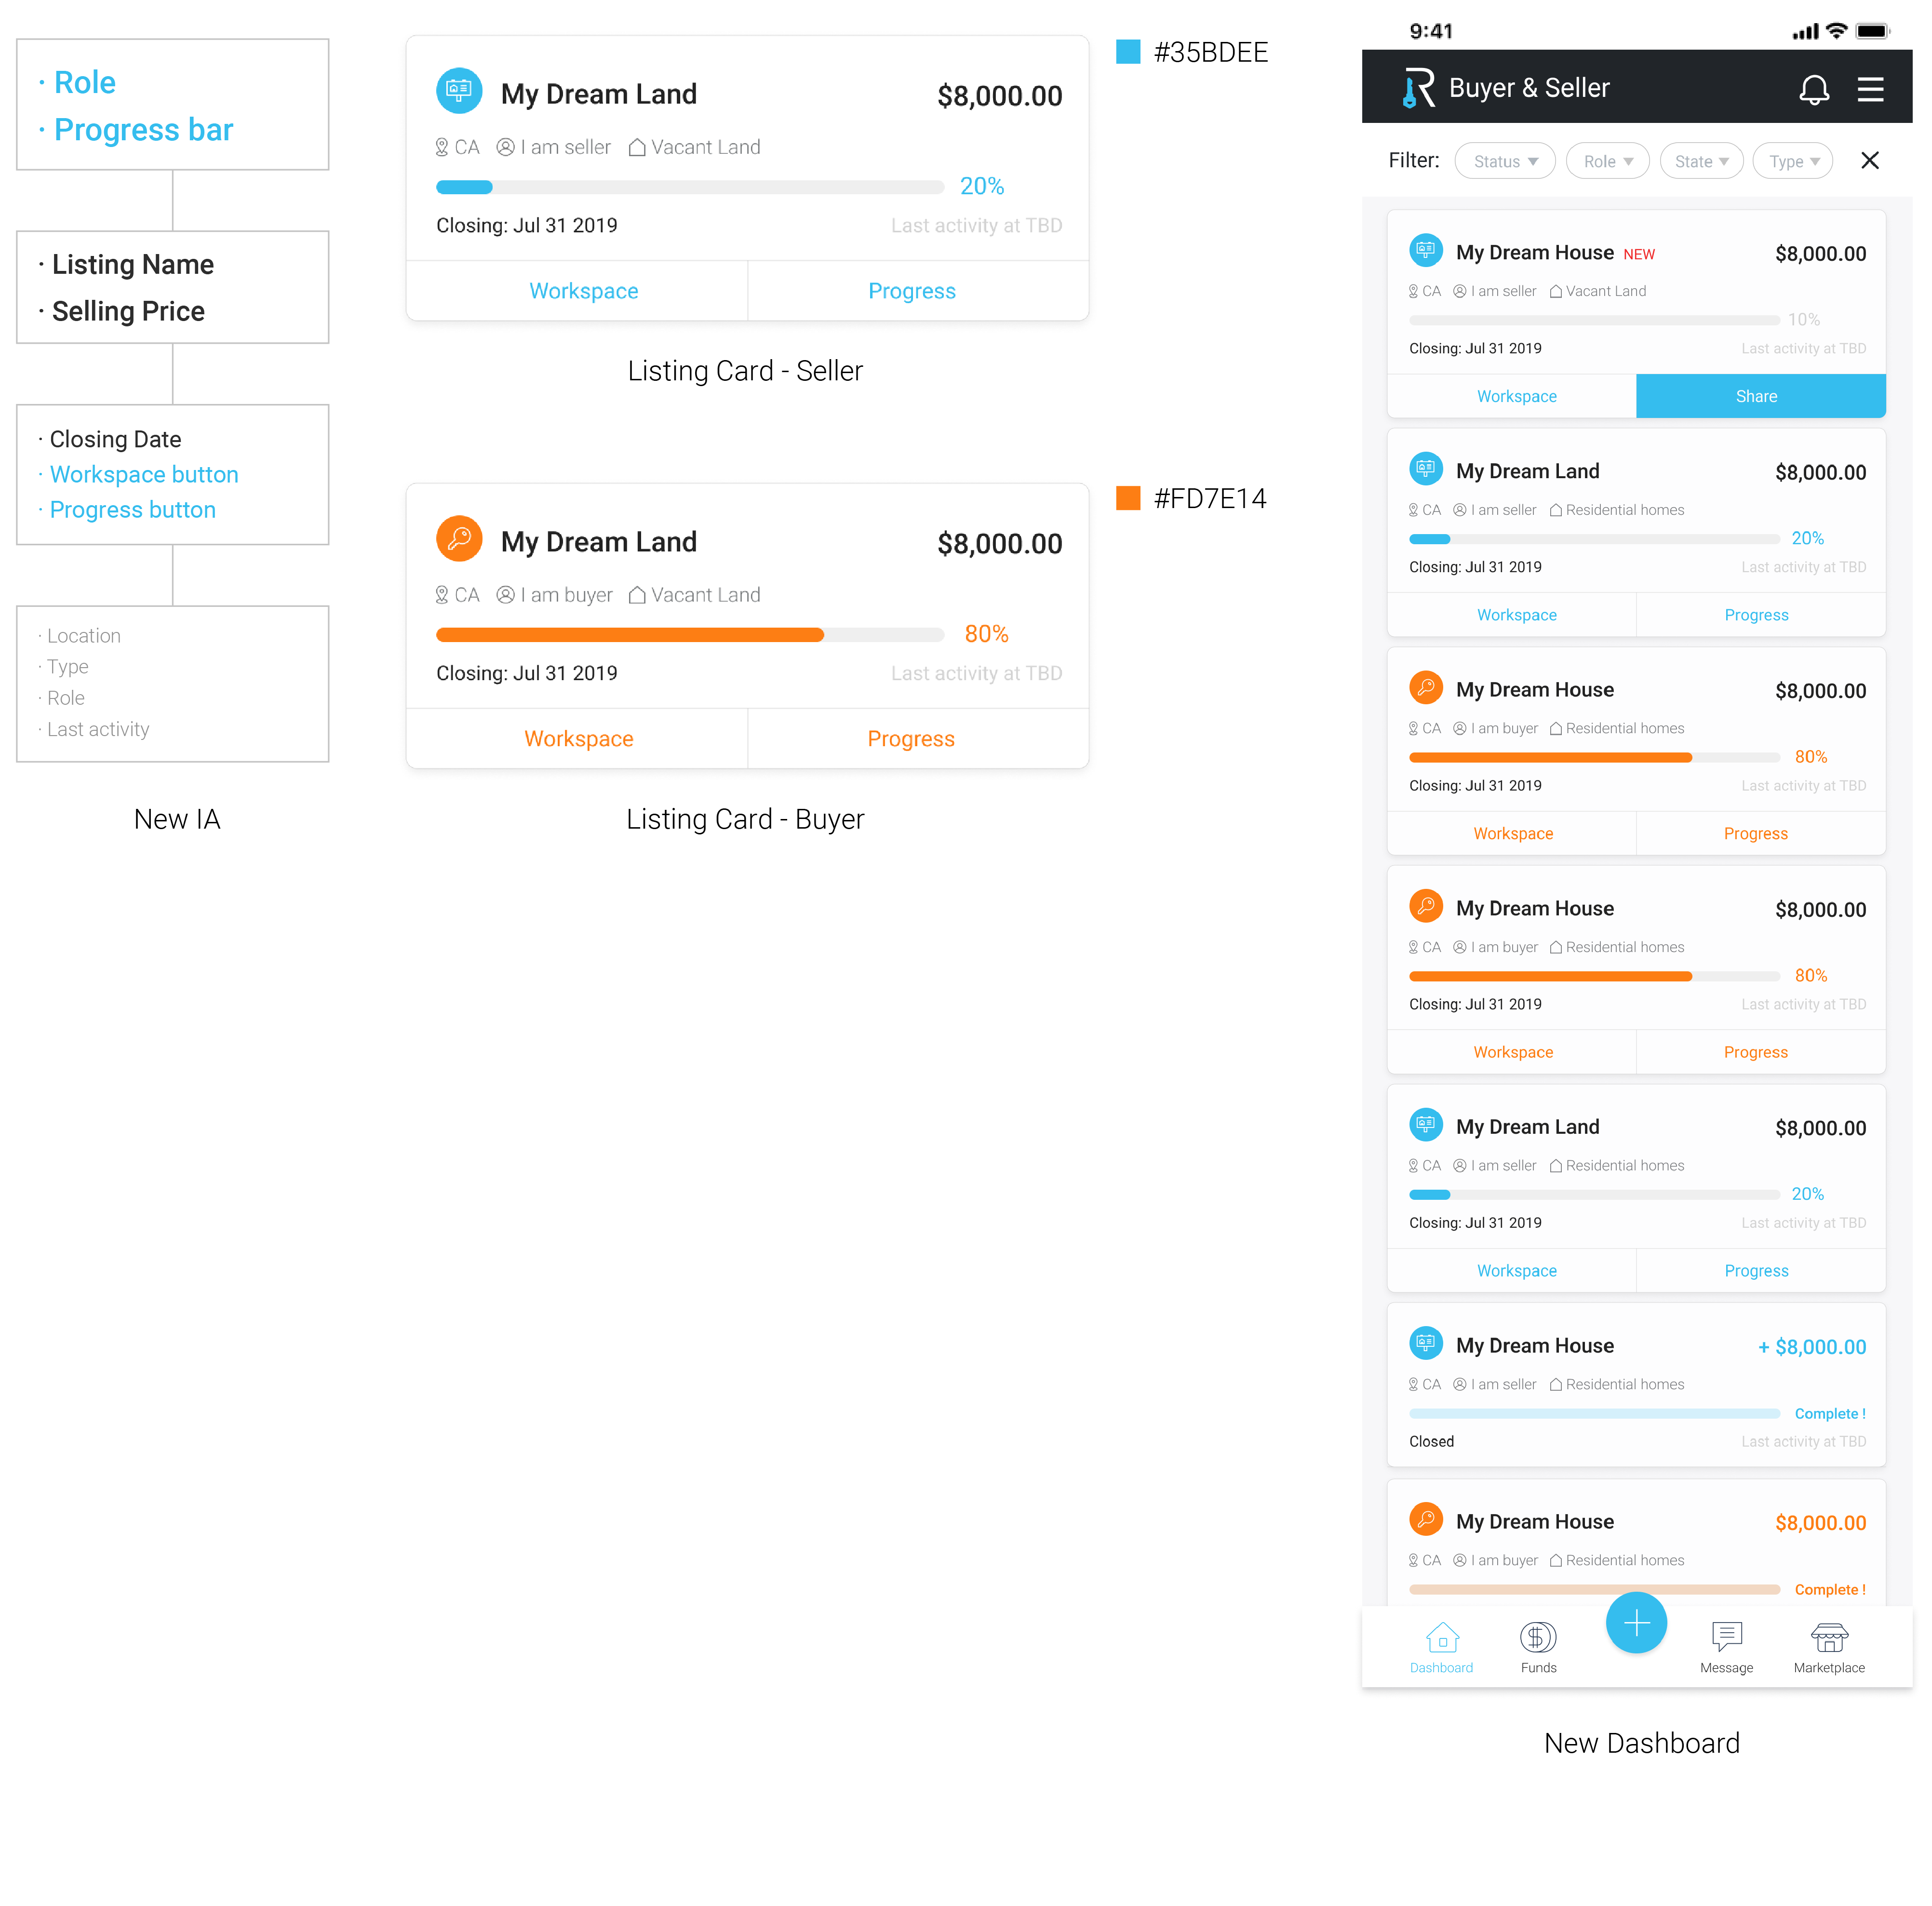 · Role
· Progress bar
· Listing Name
· Selling Price
· Closing Date
· Workspace button
· Progress button
· Location
· Type
· Role
· Last activity
New IA
My Dream Land $8,000.00
CA I am seller Vacant Land
20%
Closing: Jul 31 2019 Last activity at TBD
Workspace Progress
Listing Card - Seller
#35BDEE
My Dream Land $8,000.00
CA I am buyer Vacant Land
80%
Closing: Jul 31 2019 Last activity at TBD
Workspace Progress
Listing Card - Buyer
#FD7E14
9:41
R Buyer & Seller
Filter: Status Role State Type
My Dream House NEW $8,000.00
CA I am seller Vacant Land
10%
Closing: Jul 31 2019 Last activity at TBD
Workspace Share
My Dream Land $8,000.00
CA I am seller Residential homes
20%
Closing: Jul 31 2019 Last activity at TBD
Workspace Progress
My Dream House $8,000.00
CA I am buyer Residential homes
80%
Closing: Jul 31 2019 Last activity at TBD
Workspace Progress
My Dream House $8,000.00
CA I am buyer Residential homes
80%
Closing: Jul 31 2019 Last activity at TBD
Workspace Progress
My Dream Land $8,000.00
CA I am seller Residential homes
20%
Closing: Jul 31 2019 Last activity at TBD
Workspace Progress
My Dream House + $8,000.00
CA I am seller Residential homes
Complete !
Closed Last activity at TBD
My Dream House $8,000.00
CA I am buyer Residential homes
Complete !
Dashboard Funds Message Marketplace
New Dashboard